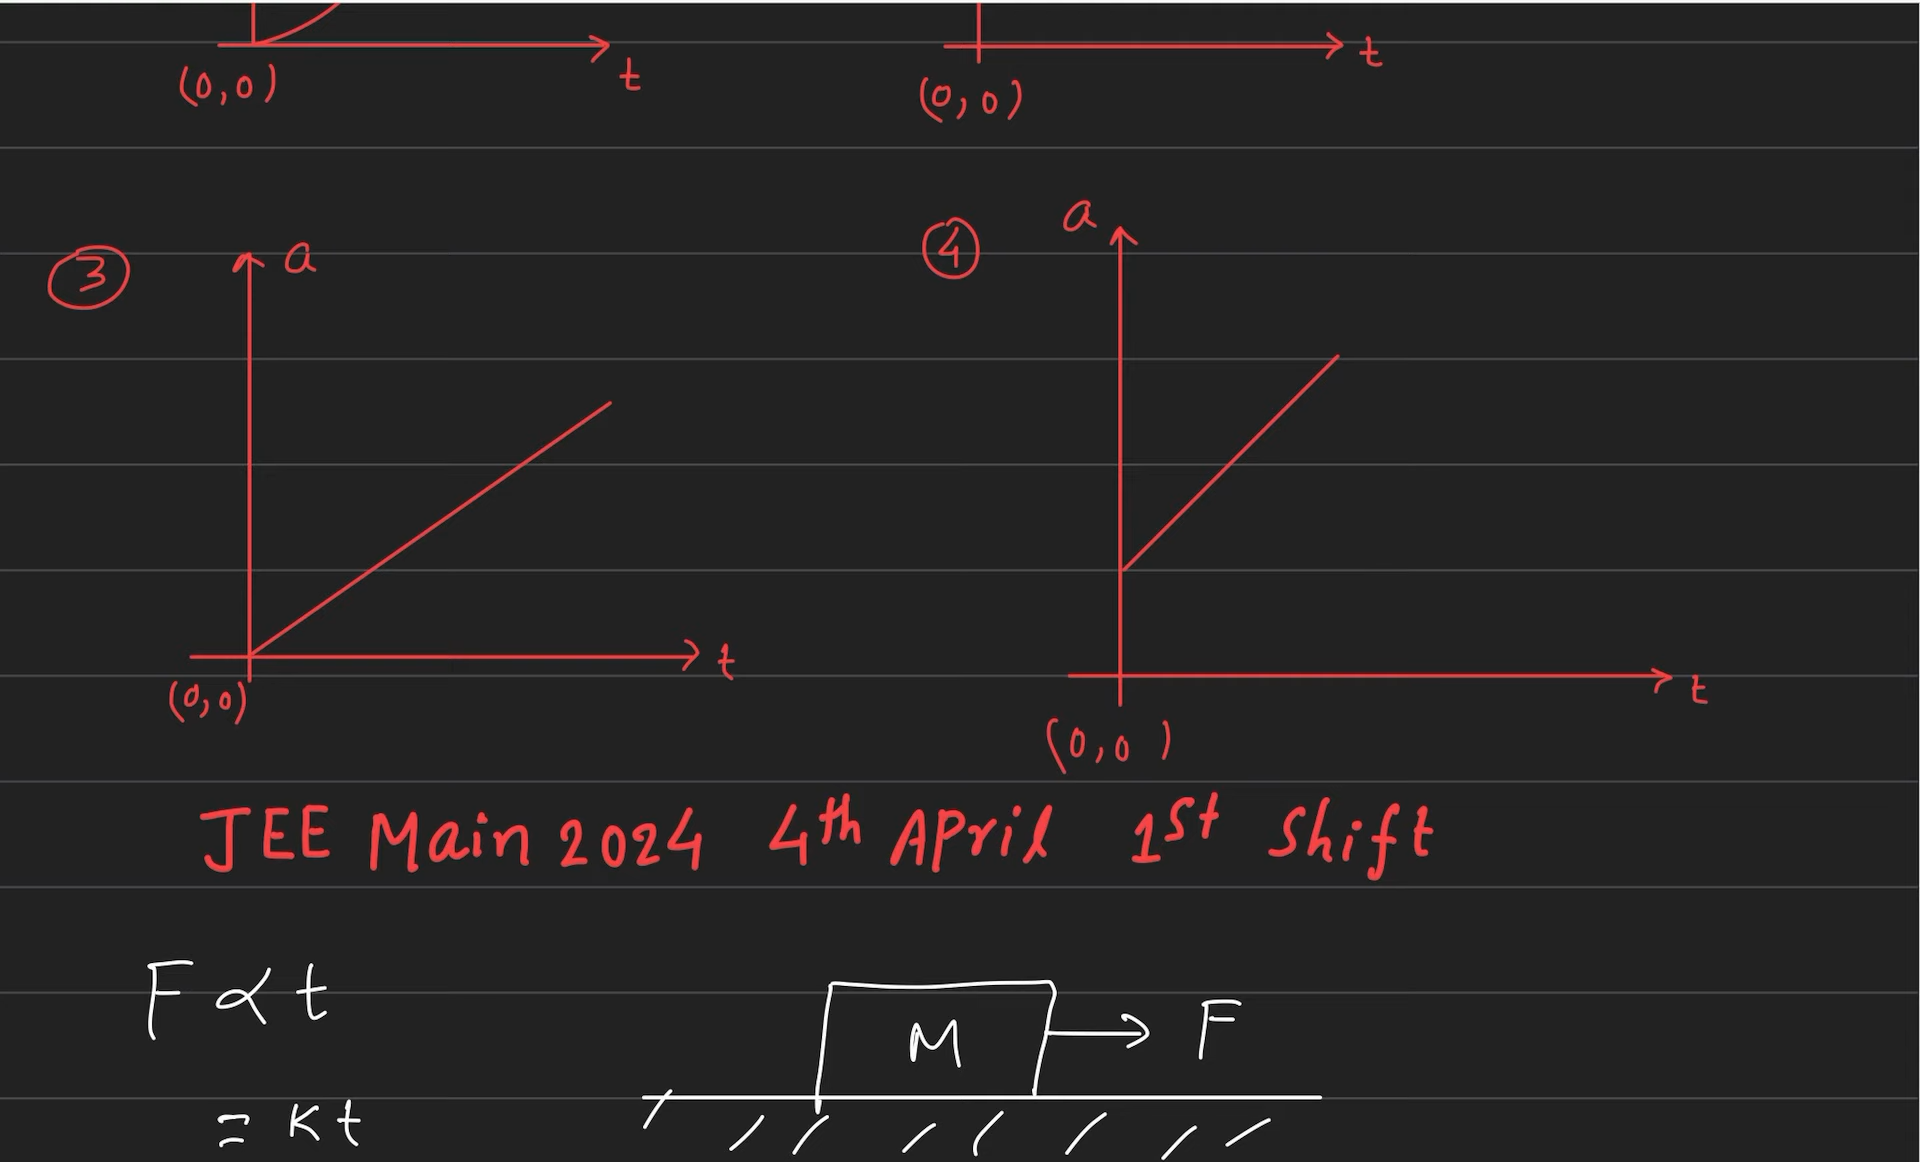 t
t
(0,0)
(0,0)
a
4
3
a
t
t
(0,0)
(0,0)
JEE Main 2024 4th April 1st Shift
F ∝ t
M
F
= Kt